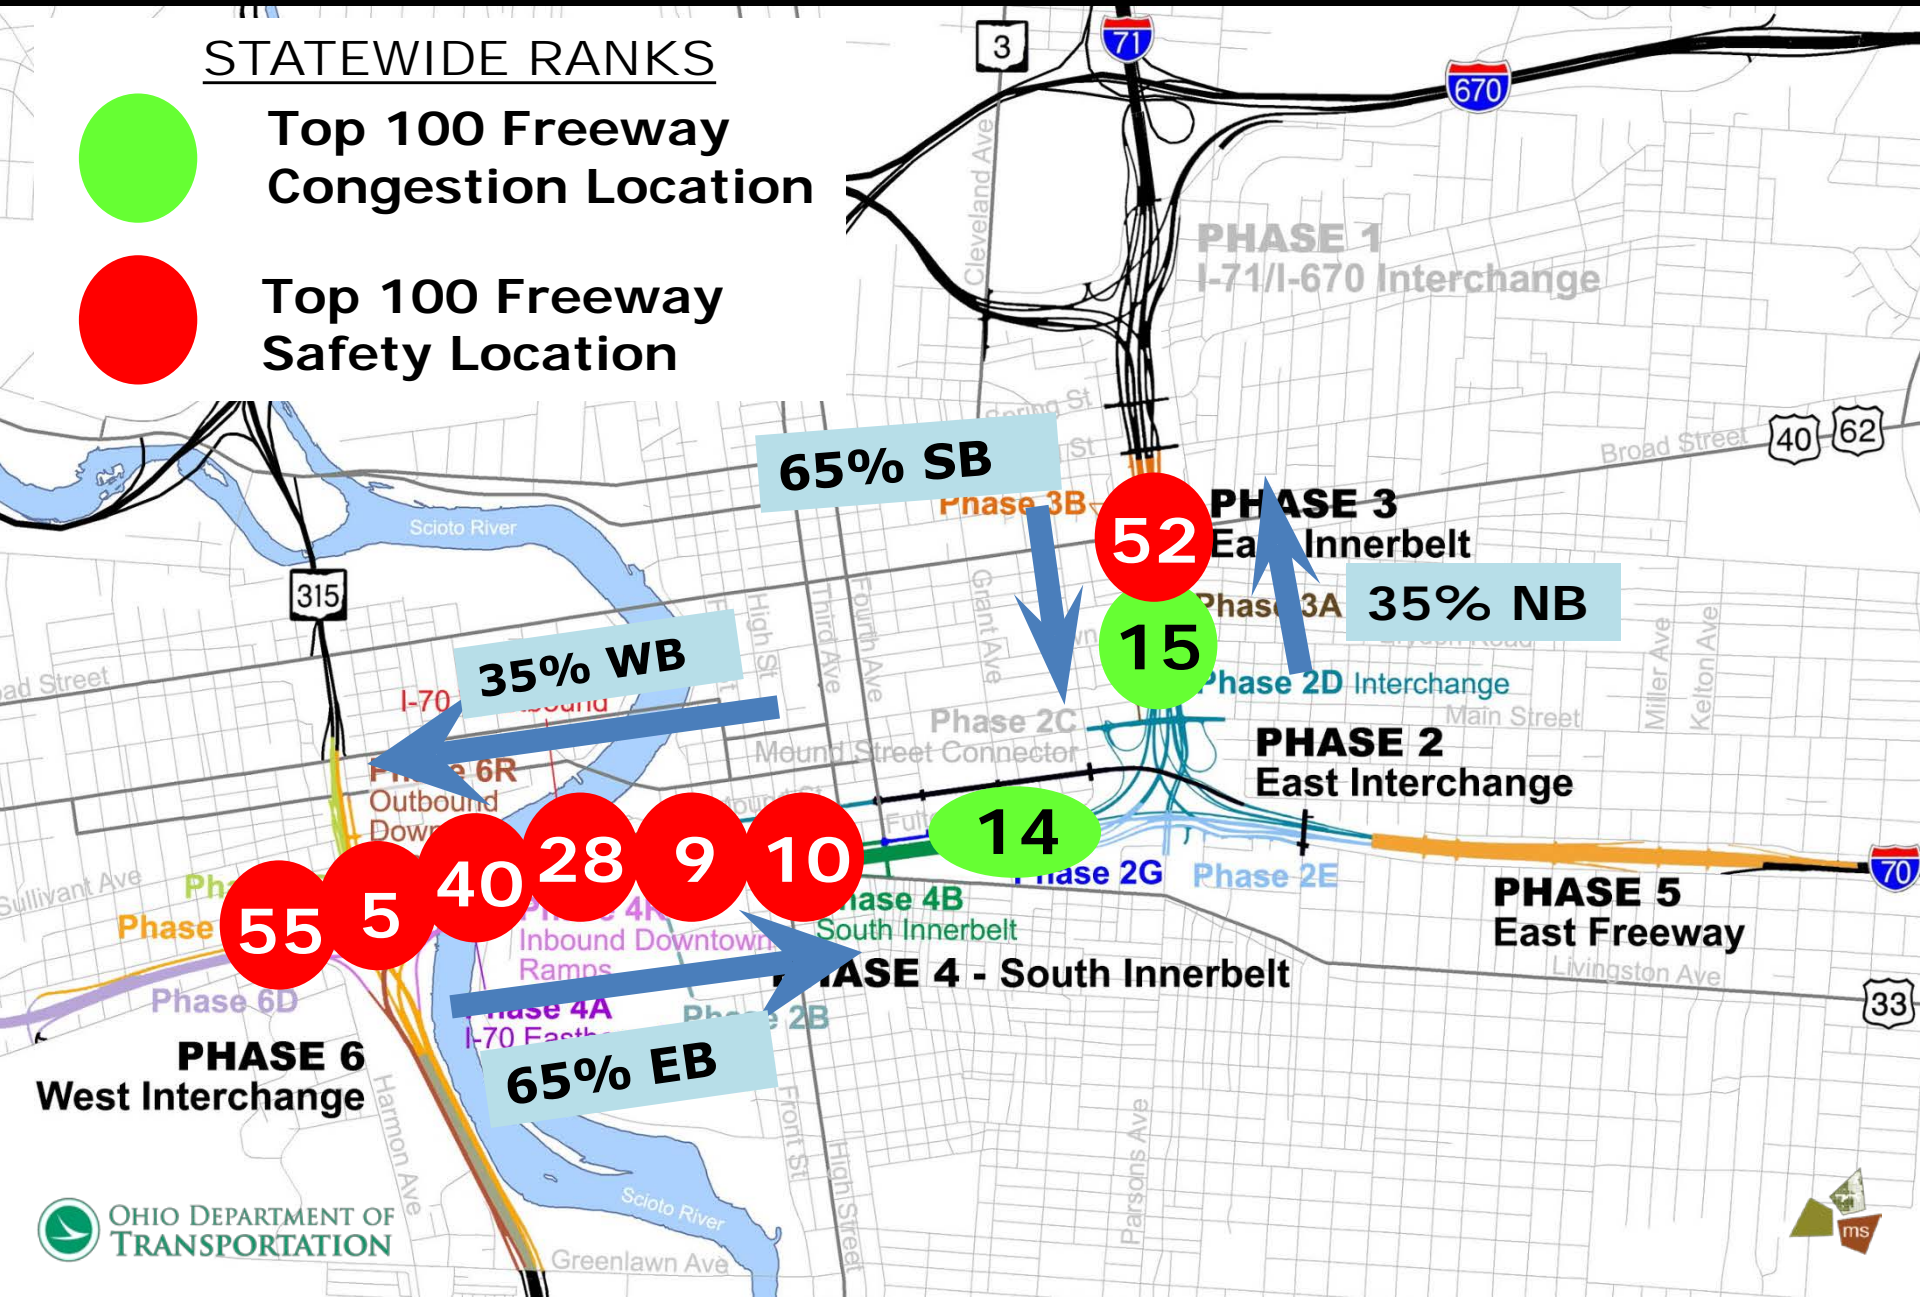 STATEWIDE RANKS
Top 100 Freeway
Congestion Location
Top 100 Freeway
Safety Location
3
71
670
Cleveland Ave
PHASE 1
I-71/I-670 Interchange
Spring St
St
65% SB
Phase 3B
52
PHASE 3
East Innerbelt
Broad Street
40
62
Scioto River
315
Grant Ave
Phase 3A
35% NB
15
High St
Third Ave
Fourth Ave
Miller Ave
Kelton Ave
35% WB
Phase 2D Interchange
Main Street
I-70
Phase 2C
Mound Street Connector
PHASE 2
East Interchange
Phase 6R
Outbound
14
Phase 2G
Phase 2E
70
Sullivant Ave
55
5
40
28
9
10
Phase
Phase 4B
South Innerbelt
PHASE 5
East Freeway
Inbound Downtown
Ramps
PHASE 4 - South Innerbelt
Livingston Ave
33
Phase 6D
Phase 4A
Phase 2B
65% EB
PHASE 6
West Interchange
Harmon Ave
Front St
High Street
Parsons Ave
Scioto River
Greenlawn Ave
OHIO DEPARTMENT OF
TRANSPORTATION
ms